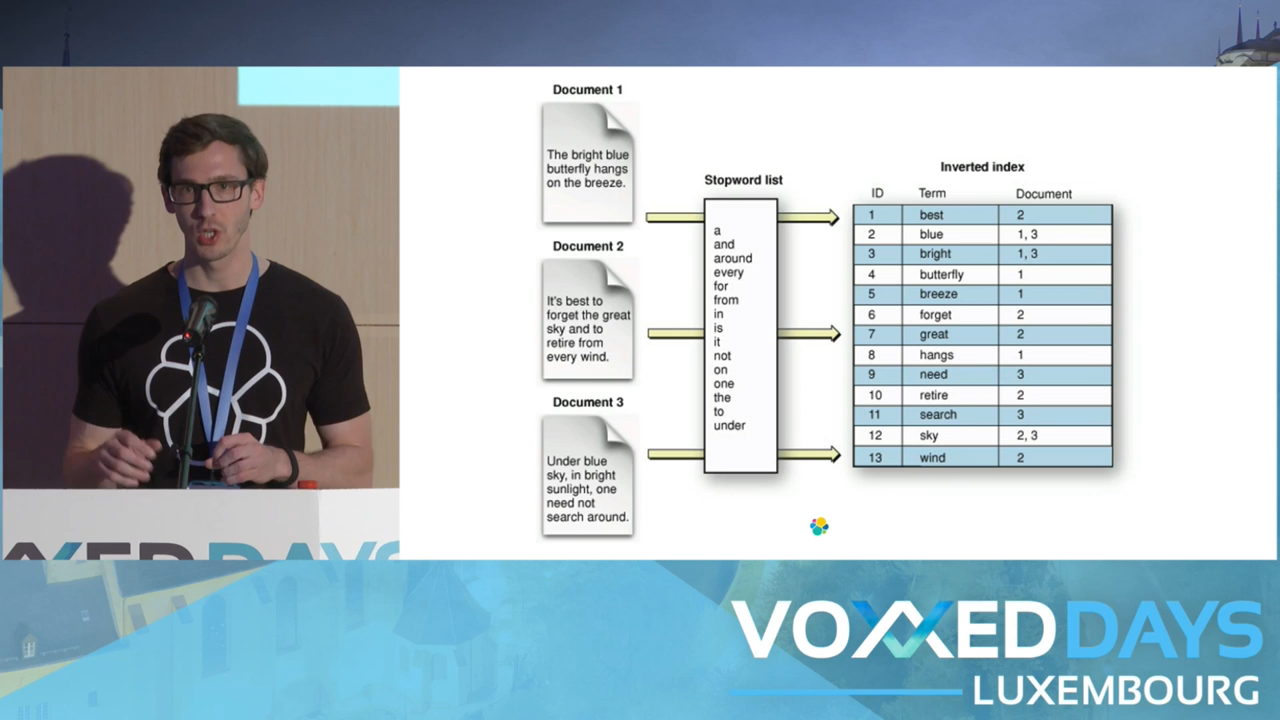 Document 1
The bright blue
butterfly hangs
on the breeze.
Document 2
It's best to
forget the great
sky and to
retire from
every wind.
Document 3
Under blue
sky, in bright
sunlight, one
need not
search around.
Stopword list
a
and
around
every
for
from
in
is
it
not
on
one
the
to
under
Inverted index
ID Term Document
1 best 2
2 blue 1, 3
3 bright 1, 3
4 butterfly 1
5 breeze 1
6 forget 2
7 great 2
8 hangs 1
9 need 3
10 retire 2
11 search 3
12 sky 2, 3
13 wind 2
VOXXED DAYS
VOXXED DAYS
LUXEMBOURG